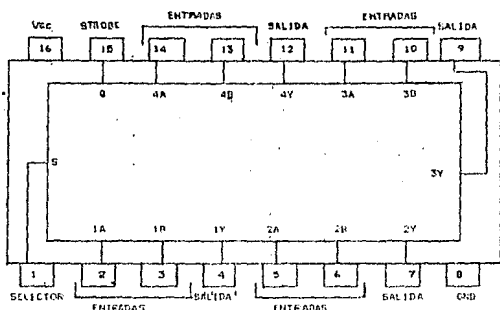 ENTRADAS ENTRADAS
Vcc STROBE SALIDA SALIDA
16 15 14 13 12 11 10 9
G 4A 4B 4Y 3A 3B
S 3Y
1A 1B 1Y 2A 2B 2Y
1 2 3 4 5 6 7 8
SELECTOR SALIDA SALIDA GND
ENTRADAS ENTRADAS